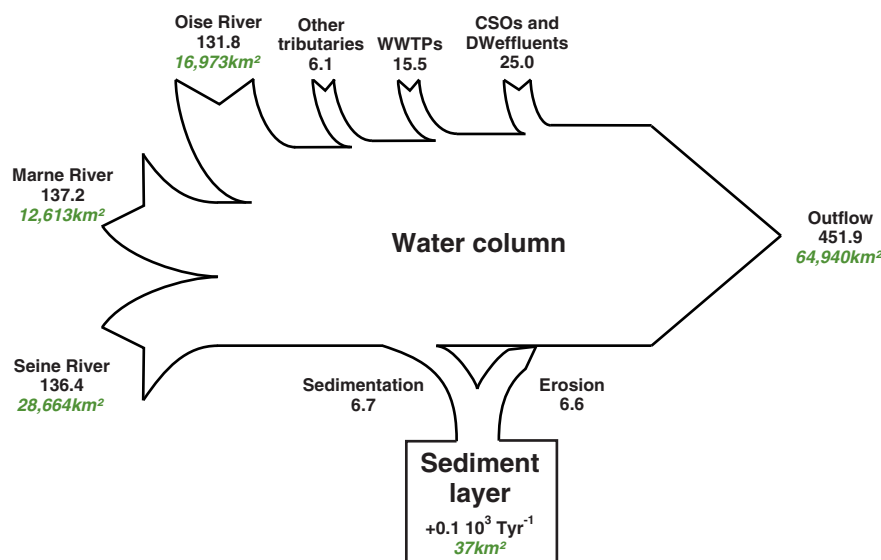 Oise River
131.8
16,973km²
Other
tributaries
6.1
WWTPs
15.5
CSOs and
DWeffluents
25.0
Marne River
137.2
12,613km²
Water column
Outflow
451.9
64,940km²
Seine River
136.4
28,664km²
Sedimentation
6.7
Erosion
6.6
Sediment
layer
+0.1 10³ Tyr⁻¹
37km²